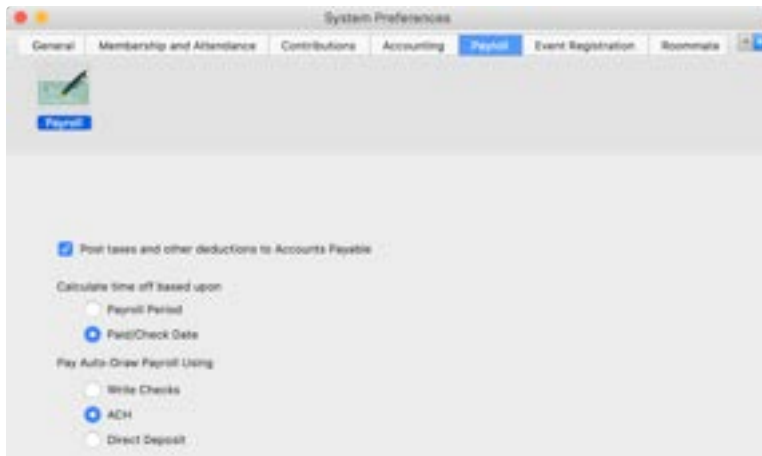 System Preferences
General Membership and Attendance Contributions Accounting Payroll Event Registration Roommate
Payroll
Post taxes and other deductions to Accounts Payable
Calculate time off based upon
Payroll Period
Paid/Check Date
Pay Auto-Draw Payroll Using
Write Checks
ACH
Direct Deposit